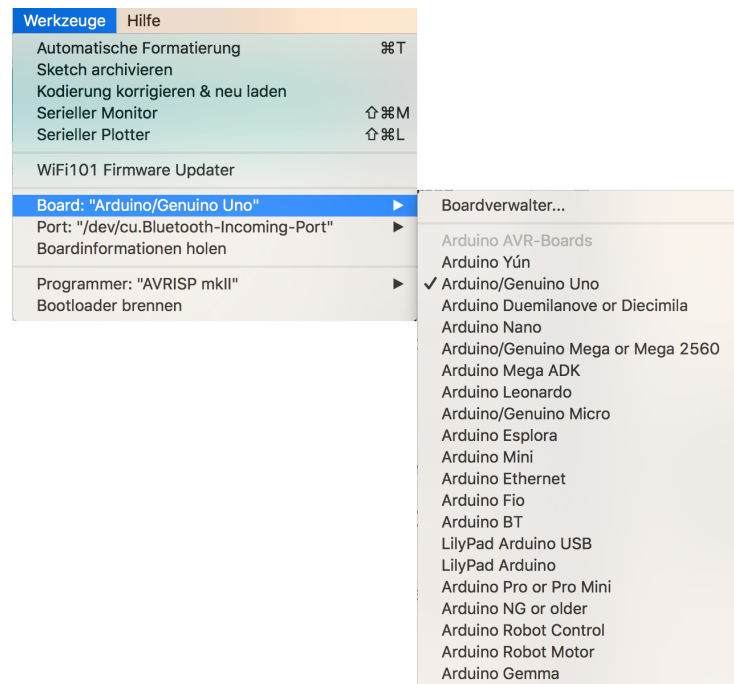 Werkzeuge Hilfe
Automatische Formatierung ⌘T
Sketch archivieren
Kodierung korrigieren & neu laden
Serieller Monitor ⇧⌘M
Serieller Plotter ⇧⌘L
WiFi101 Firmware Updater
Board: "Arduino/Genuino Uno"
Port: "/dev/cu.Bluetooth-Incoming-Port"
Boardinformationen holen
Programmer: "AVRISP mkII"
Bootloader brennen
Boardverwalter...
Arduino AVR-Boards
Arduino Yún
✓ Arduino/Genuino Uno
Arduino Duemilanove or Diecimila
Arduino Nano
Arduino/Genuino Mega or Mega 2560
Arduino Mega ADK
Arduino Leonardo
Arduino/Genuino Micro
Arduino Esplora
Arduino Mini
Arduino Ethernet
Arduino Fio
Arduino BT
LilyPad Arduino USB
LilyPad Arduino
Arduino Pro or Pro Mini
Arduino NG or older
Arduino Robot Control
Arduino Robot Motor
Arduino Gemma